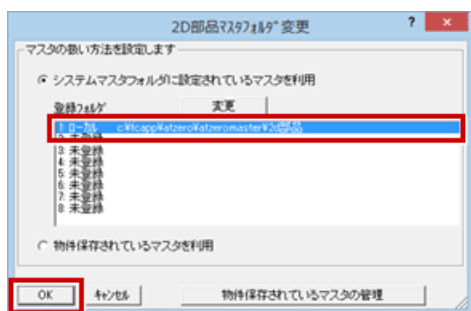 2D部品ﾏｽﾀﾌｫﾙﾀﾞ変更
?
×
マスタの扱い方法を設定します
システムマスタフォルダに設定されているマスタを利用
登録ﾌｫﾙﾀﾞ
変更
1: ローカル c:¥fcapp¥atzero¥atzeromaster¥2d部品
2: 未登録
3: 未登録
4: 未登録
5: 未登録
6: 未登録
7: 未登録
8: 未登録
物件保存されているマスタを利用
OK
キャンセル
物件保存されているマスタの管理